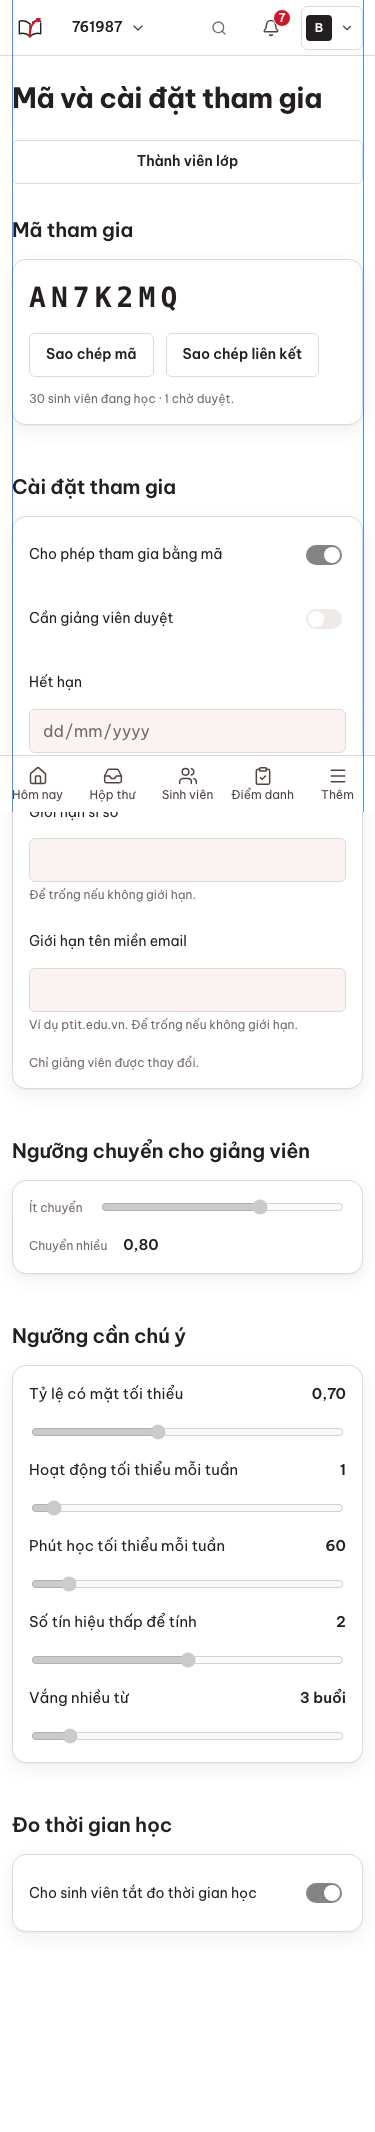 761987
7
B
Mã và cài đặt tham gia
Thành viên lớp
Mã tham gia
AN7K2MQ
Sao chép mã
Sao chép liên kết
30 sinh viên đang học · 1 chờ duyệt.
Cài đặt tham gia
Cho phép tham gia bằng mã
Cần giảng viên duyệt
Hết hạn
dd/mm/yyyy
Hôm nay
Hộp thư
Sinh viên
Điểm danh
Thêm
Giới hạn sĩ số
Để trống nếu không giới hạn.
Giới hạn tên miền email
Ví dụ ptit.edu.vn. Để trống nếu không giới hạn.
Chỉ giảng viên được thay đổi.
Ngưỡng chuyển cho giảng viên
Ít chuyển
Chuyển nhiều 0,80
Ngưỡng cần chú ý
Tỷ lệ có mặt tối thiểu 0,70
Hoạt động tối thiểu mỗi tuần 1
Phút học tối thiểu mỗi tuần 60
Số tín hiệu thấp để tính 2
Vắng nhiều từ 3 buổi
Đo thời gian học
Cho sinh viên tắt đo thời gian học